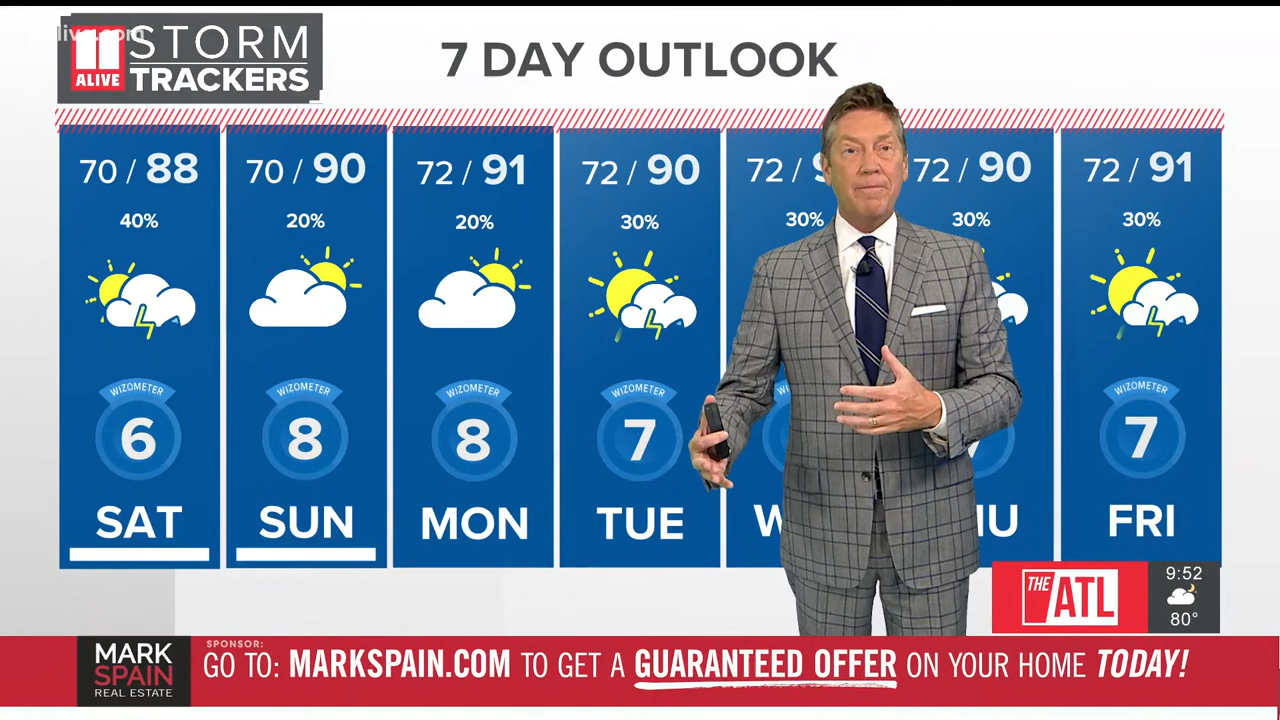 11 ALIVE
STORM
TRACKERS
7 DAY OUTLOOK
70 / 88
70 / 90
72 / 91
72 / 90
72 /
72 / 90
72 / 91
40%
20%
20%
30%
30%
30%
30%
WIZOMETER
WIZOMETER
WIZOMETER
WIZOMETER
WIZOMETER
6
8
8
7
7
SAT
SUN
MON
TUE
FRI
THE ATL
9:52
80°
MARK
SPAIN
REAL ESTATE
SPONSOR:
GO TO: MARKSPAIN.COM TO GET A GUARANTEED OFFER ON YOUR HOME TODAY!